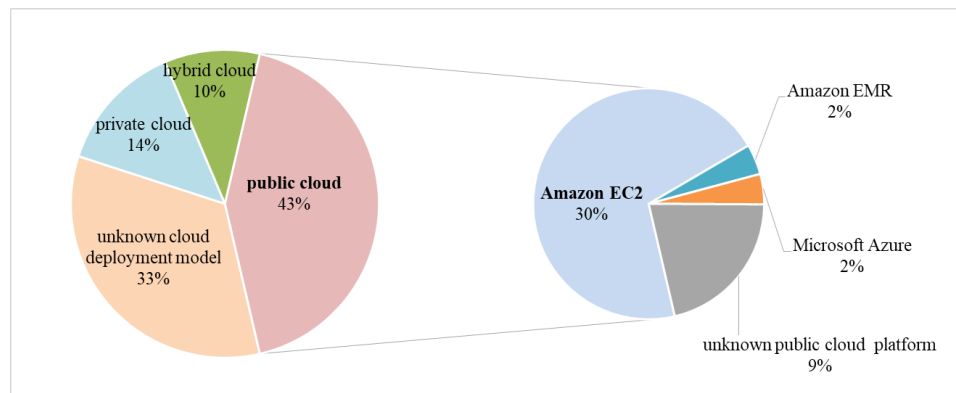 hybrid cloud
10%
private cloud
14%
public cloud
43%
unknown cloud
deployment model
33%
Amazon EC2
30%
Amazon EMR
2%
Microsoft Azure
2%
unknown public cloud platform
9%